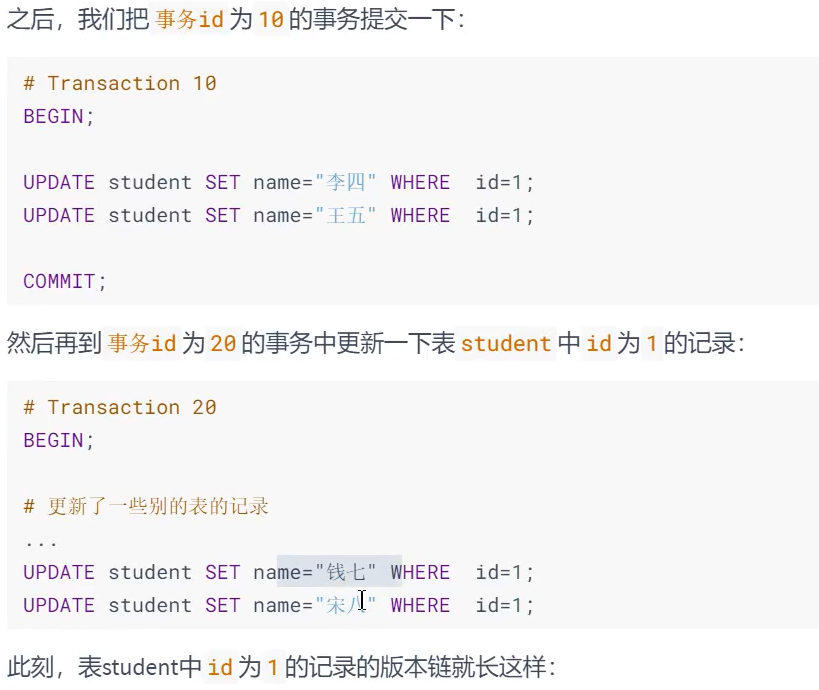 之后，我们把 事务id 为 10 的事务提交一下：
# Transaction 10
BEGIN;
UPDATE student SET name="李四" WHERE  id=1;
UPDATE student SET name="王五" WHERE  id=1;
COMMIT;
然后再到 事务id 为 20 的事务中更新一下表 student 中 id 为 1 的记录：
# Transaction 20
BEGIN;
# 更新了一些别的表的记录
...
UPDATE student SET name="钱七" WHERE  id=1;
UPDATE student SET name="宋八" WHERE  id=1;
此刻，表student中 id 为 1 的记录的版本链就长这样：